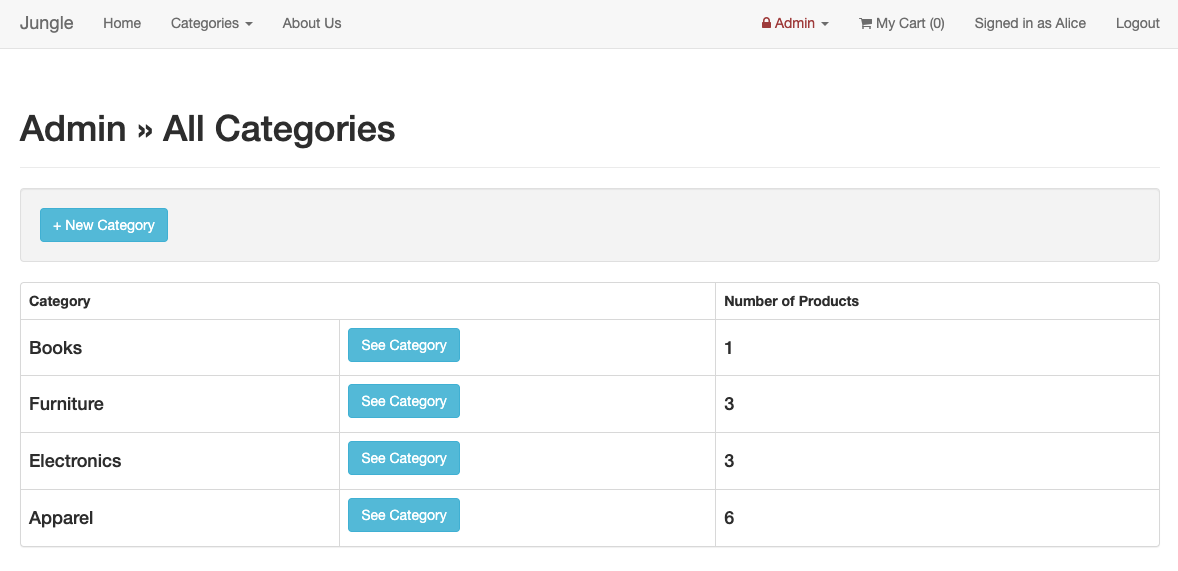 Jungle Home Categories About Us Admin My Cart (0) Signed in as Alice Logout
Admin » All Categories
+ New Category
Category Number of Products
Books See Category 1
Furniture See Category 3
Electronics See Category 3
Apparel See Category 6